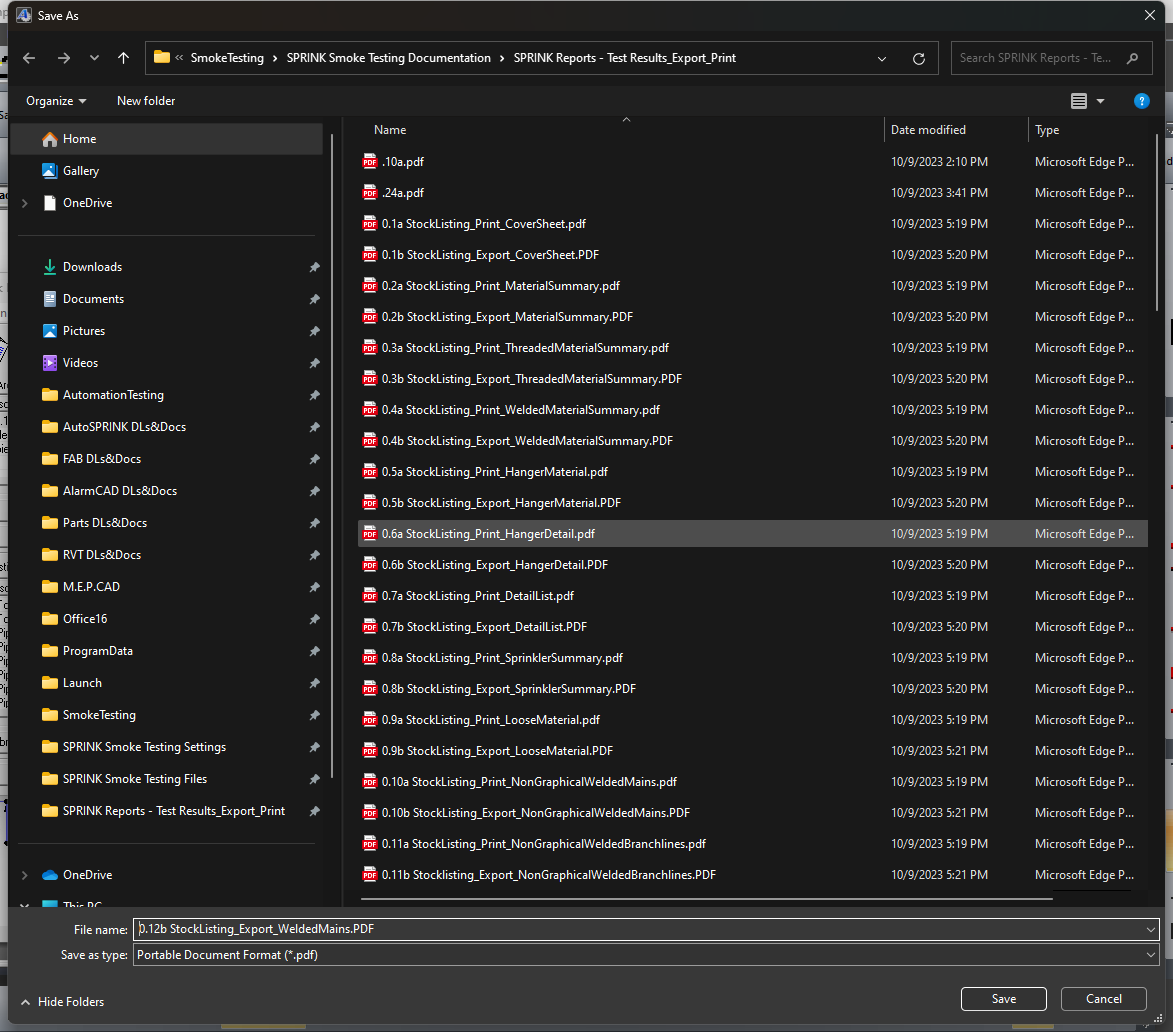 Save As
« SmokeTesting > SPRINK Smoke Testing Documentation > SPRINK Reports - Test Results_Export_Print
Search SPRINK Reports - Te...
Organize New folder
?
Home
Gallery
OneDrive
Downloads
Documents
Pictures
Videos
AutomationTesting
AutoSPRINK DLs&Docs
FAB DLs&Docs
AlarmCAD DLs&Docs
Parts DLs&Docs
RVT DLs&Docs
M.E.P.CAD
Office16
ProgramData
Launch
SmokeTesting
SPRINK Smoke Testing Settings
SPRINK Smoke Testing Files
SPRINK Reports - Test Results_Export_Print
OneDrive
This PC
Name Date modified Type
.10a.pdf 10/9/2023 2:10 PM Microsoft Edge P...
.24a.pdf 10/9/2023 3:41 PM Microsoft Edge P...
0.1a StockListing_Print_CoverSheet.pdf 10/9/2023 5:19 PM Microsoft Edge P...
0.1b StockListing_Export_CoverSheet.PDF 10/9/2023 5:20 PM Microsoft Edge P...
0.2a StockListing_Print_MaterialSummary.pdf 10/9/2023 5:19 PM Microsoft Edge P...
0.2b StockListing_Export_MaterialSummary.PDF 10/9/2023 5:20 PM Microsoft Edge P...
0.3a StockListing_Print_ThreadedMaterialSummary.pdf 10/9/2023 5:19 PM Microsoft Edge P...
0.3b StockListing_Export_ThreadedMaterialSummary.PDF 10/9/2023 5:20 PM Microsoft Edge P...
0.4a StockListing_Print_WeldedMaterialSummary.pdf 10/9/2023 5:19 PM Microsoft Edge P...
0.4b StockListing_Export_WeldedMaterialSummary.PDF 10/9/2023 5:20 PM Microsoft Edge P...
0.5a StockListing_Print_HangerMaterial.pdf 10/9/2023 5:19 PM Microsoft Edge P...
0.5b StockListing_Export_HangerMaterial.PDF 10/9/2023 5:20 PM Microsoft Edge P...
0.6a StockListing_Print_HangerDetail.pdf 10/9/2023 5:19 PM Microsoft Edge P...
0.6b StockListing_Export_HangerDetail.PDF 10/9/2023 5:20 PM Microsoft Edge P...
0.7a StockListing_Print_DetailList.pdf 10/9/2023 5:19 PM Microsoft Edge P...
0.7b StockListing_Export_DetailList.PDF 10/9/2023 5:20 PM Microsoft Edge P...
0.8a StockListing_Print_SprinklerSummary.pdf 10/9/2023 5:19 PM Microsoft Edge P...
0.8b StockListing_Export_SprinklerSummary.PDF 10/9/2023 5:20 PM Microsoft Edge P...
0.9a StockListing_Print_LooseMaterial.pdf 10/9/2023 5:19 PM Microsoft Edge P...
0.9b StockListing_Export_LooseMaterial.PDF 10/9/2023 5:21 PM Microsoft Edge P...
0.10a StockListing_Print_NonGraphicalWeldedMains.pdf 10/9/2023 5:19 PM Microsoft Edge P...
0.10b StockListing_Export_NonGraphicalWeldedMains.PDF 10/9/2023 5:21 PM Microsoft Edge P...
0.11a StockListing_Print_NonGraphicalWeldedBranchlines.pdf 10/9/2023 5:19 PM Microsoft Edge P...
0.11b Stocklisting_Export_NonGraphicalWeldedBranchlines.PDF 10/9/2023 5:21 PM Microsoft Edge P...
File name: 0.12b StockListing_Export_WeldedMains.PDF
Save as type: Portable Document Format (*.pdf)
Hide Folders
Save Cancel